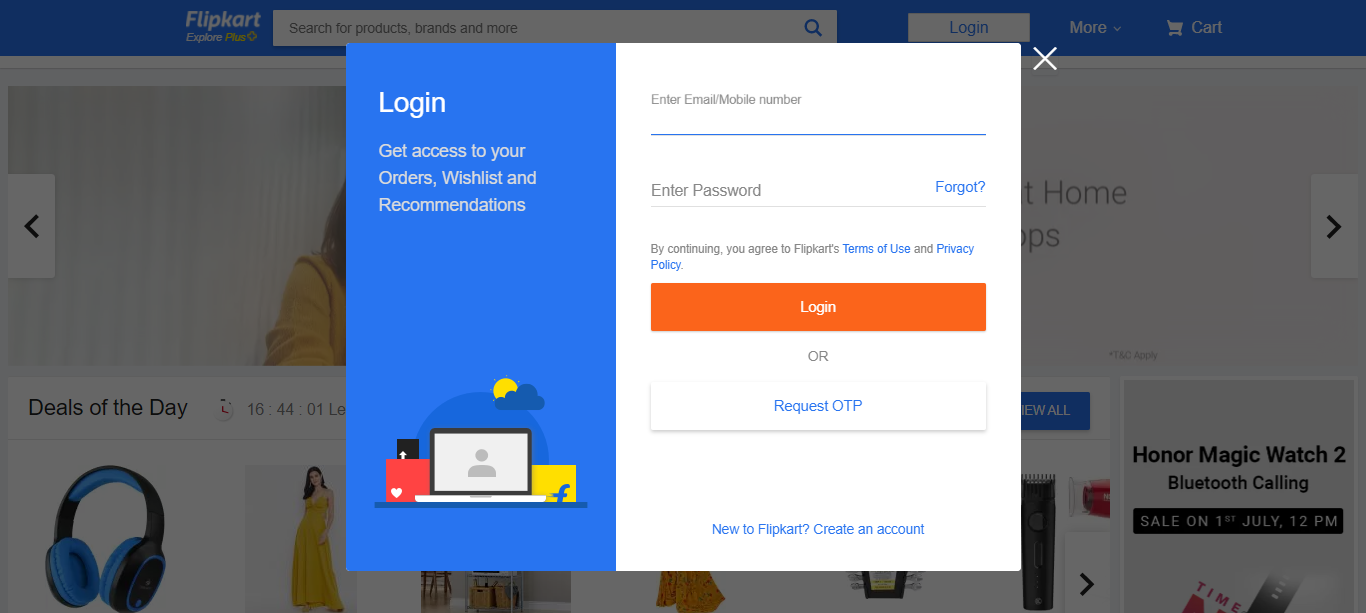 Flipkart
Explore Plus
Search for products, brands and more
Login
More
Cart
Login
Get access to your
Orders, Wishlist and
Recommendations
Enter Email/Mobile number
Enter Password
Forgot?
By continuing, you agree to Flipkart's Terms of Use and Privacy
Policy.
Login
OR
Request OTP
New to Flipkart? Create an account
t Home
ops
*T&C Apply
Deals of the Day
16 : 44 : 01 Le
IEW ALL
Honor Magic Watch 2
Bluetooth Calling
SALE ON 1ST JULY, 12 PM
TIME